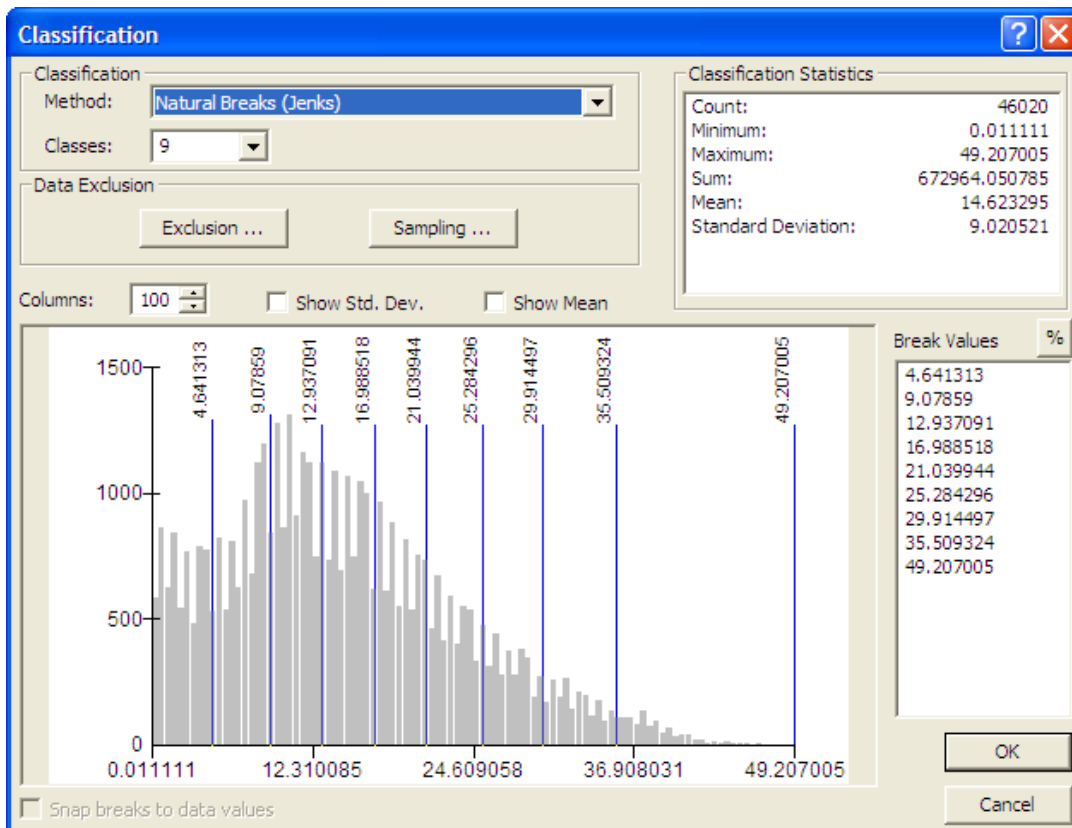 Classification
Classification
Method: Natural Breaks (Jenks)
Classes: 9
Data Exclusion
Exclusion ... Sampling ...
Classification Statistics
Count: 46020
Minimum: 0.011111
Maximum: 49.207005
Sum: 672964.050785
Mean: 14.623295
Standard Deviation: 9.020521
Columns: 100 Show Std. Dev. Show Mean
Break Values %
4.641313
9.07859
12.937091
16.988518
21.039944
25.284296
29.914497
35.509324
49.207005
1500
1000
500
0
0.011111 12.310085 24.609058 36.908031 49.207005
4.641313
9.07859
12.937091
16.988518
21.039944
25.284296
29.914497
35.509324
49.207005
OK
Cancel
Snap breaks to data values